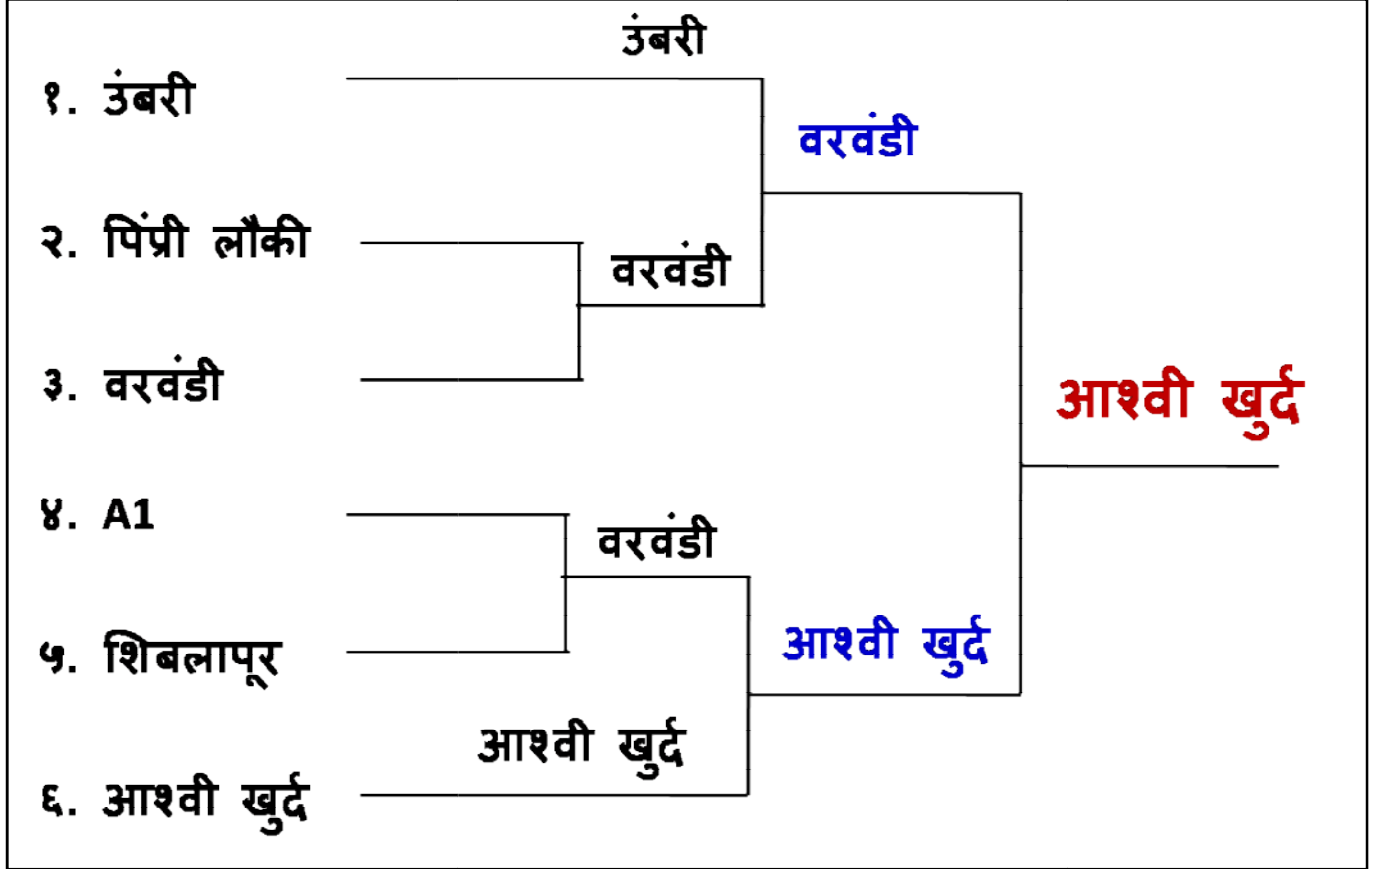 उंबरी
१. उंबरी
वरवंडी
२. पिंप्री लौकी
वरवंडी
३. वरवंडी
आश्वी खुर्द
४. A1
वरवंडी
५. शिबलापूर
आश्वी खुर्द
आश्वी खुर्द
६. आश्वी खुर्द